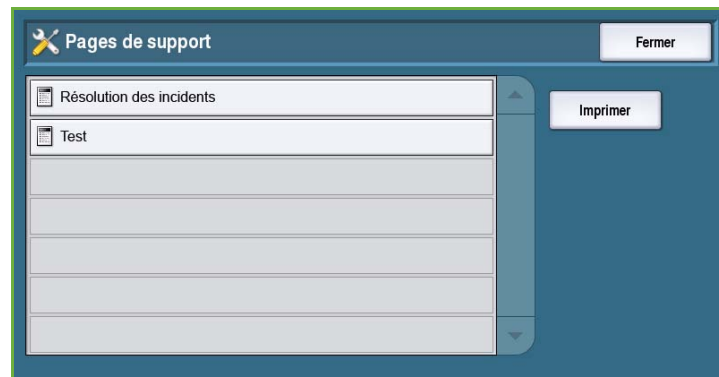 Pages de support
Fermer
Résolution des incidents
Imprimer
Test